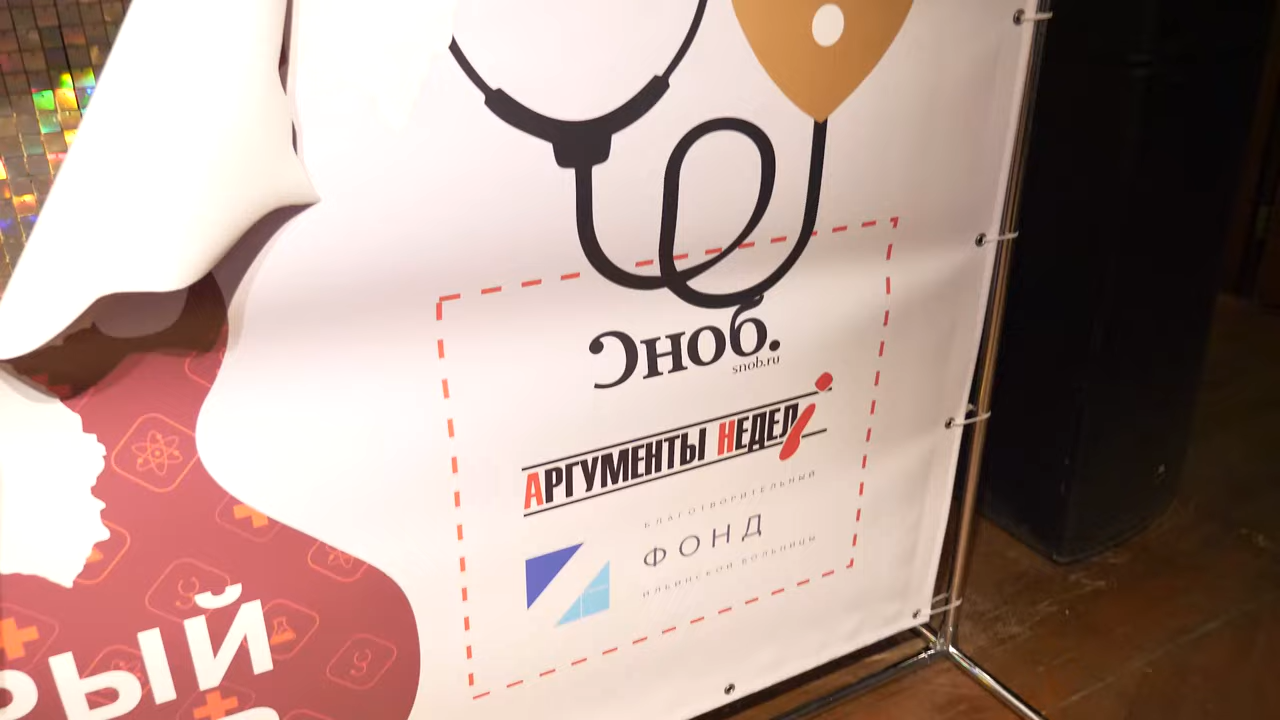 Сноб.
snob.ru
АРГУМЕНТЫ НЕДЕЛИ
БЛАГОТВОРИТЕЛЬНЫЙ
ФОНД
ИЛЬИНСКОЙ БОЛЬНИЦЫ
РЫЙ